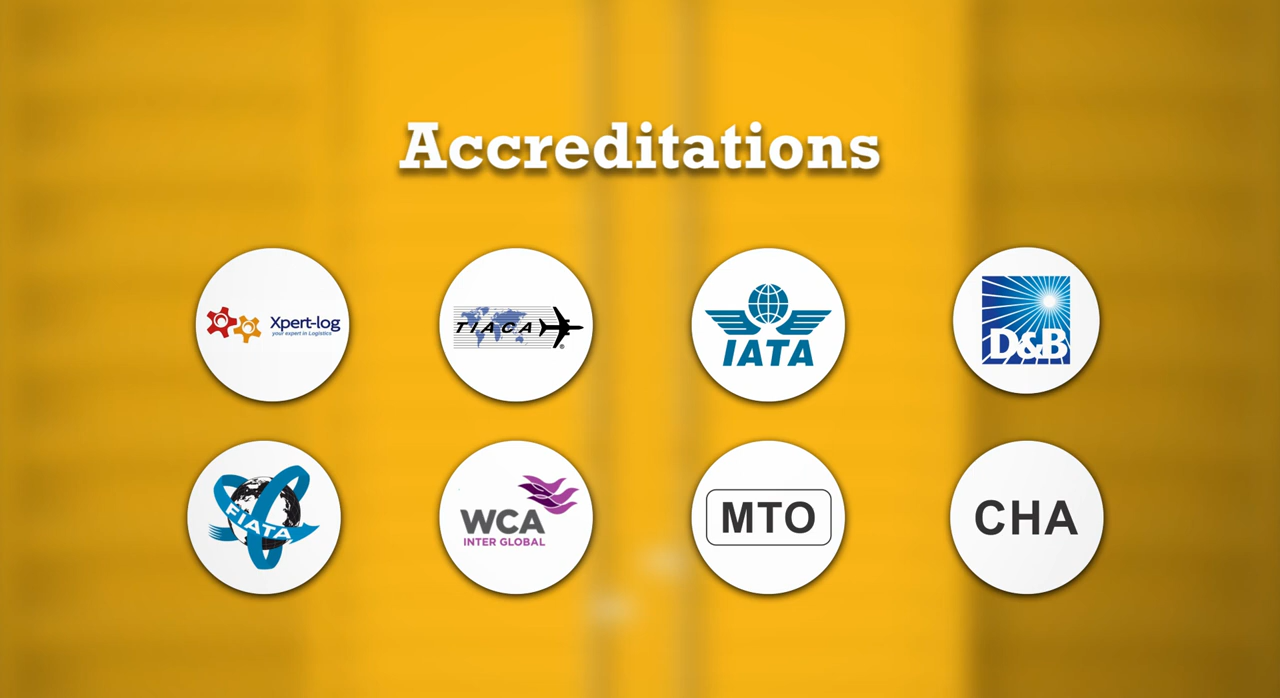 Accreditations
Xpert-log
your expert in Logistics
TIACA
®
IATA
D&B
FIATA
WCA
INTER GLOBAL
MTO
CHA